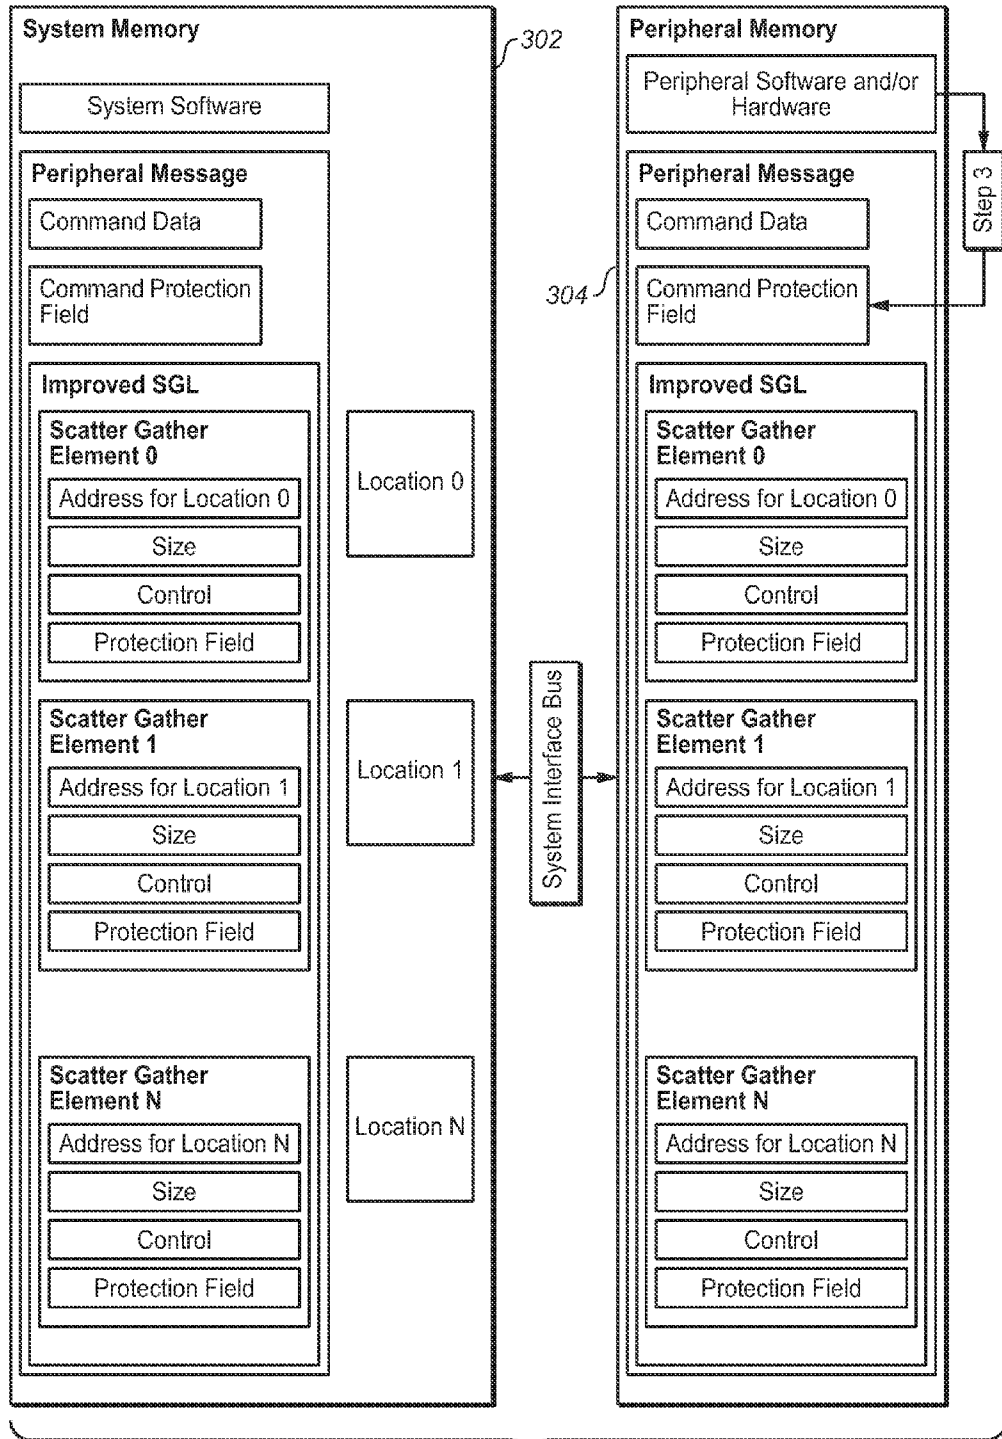 System Memory
302
System Software
Peripheral Message
Command Data
Command Protection
Field
Improved SGL
Scatter Gather
Element 0
Address for Location 0
Size
Control
Protection Field
Scatter Gather
Element 1
Address for Location 1
Size
Control
Protection Field
Scatter Gather
Element N
Address for Location N
Size
Control
Protection Field
Location 0
Location 1
Location N
System Interface Bus
Peripheral Memory
Peripheral Software and/or
Hardware
Step 3
304
Peripheral Message
Command Data
Command Protection
Field
Improved SGL
Scatter Gather
Element 0
Address for Location 0
Size
Control
Protection Field
Scatter Gather
Element 1
Address for Location 1
Size
Control
Protection Field
Scatter Gather
Element N
Address for Location N
Size
Control
Protection Field